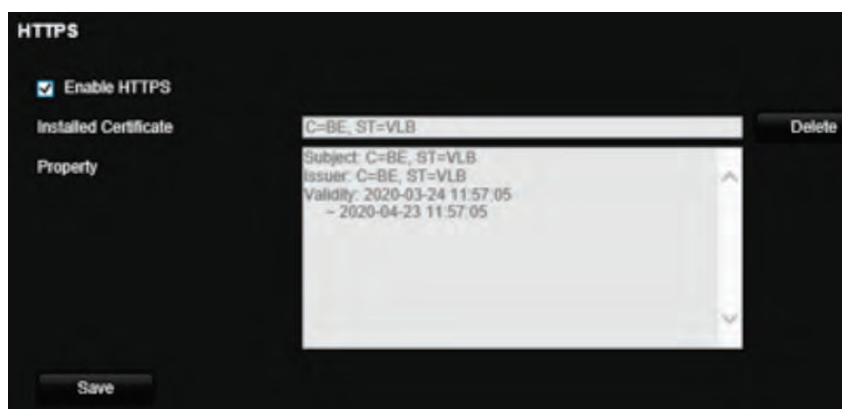 HTTPS
Enable HTTPS
Installed Certificate C=BE, ST=VLB Delete
Property
Subject: C=BE, ST=VLB
Issuer: C=BE, ST=VLB
Validity: 2020-03-24 11:57:05
~ 2020-04-23 11:57:05
Save